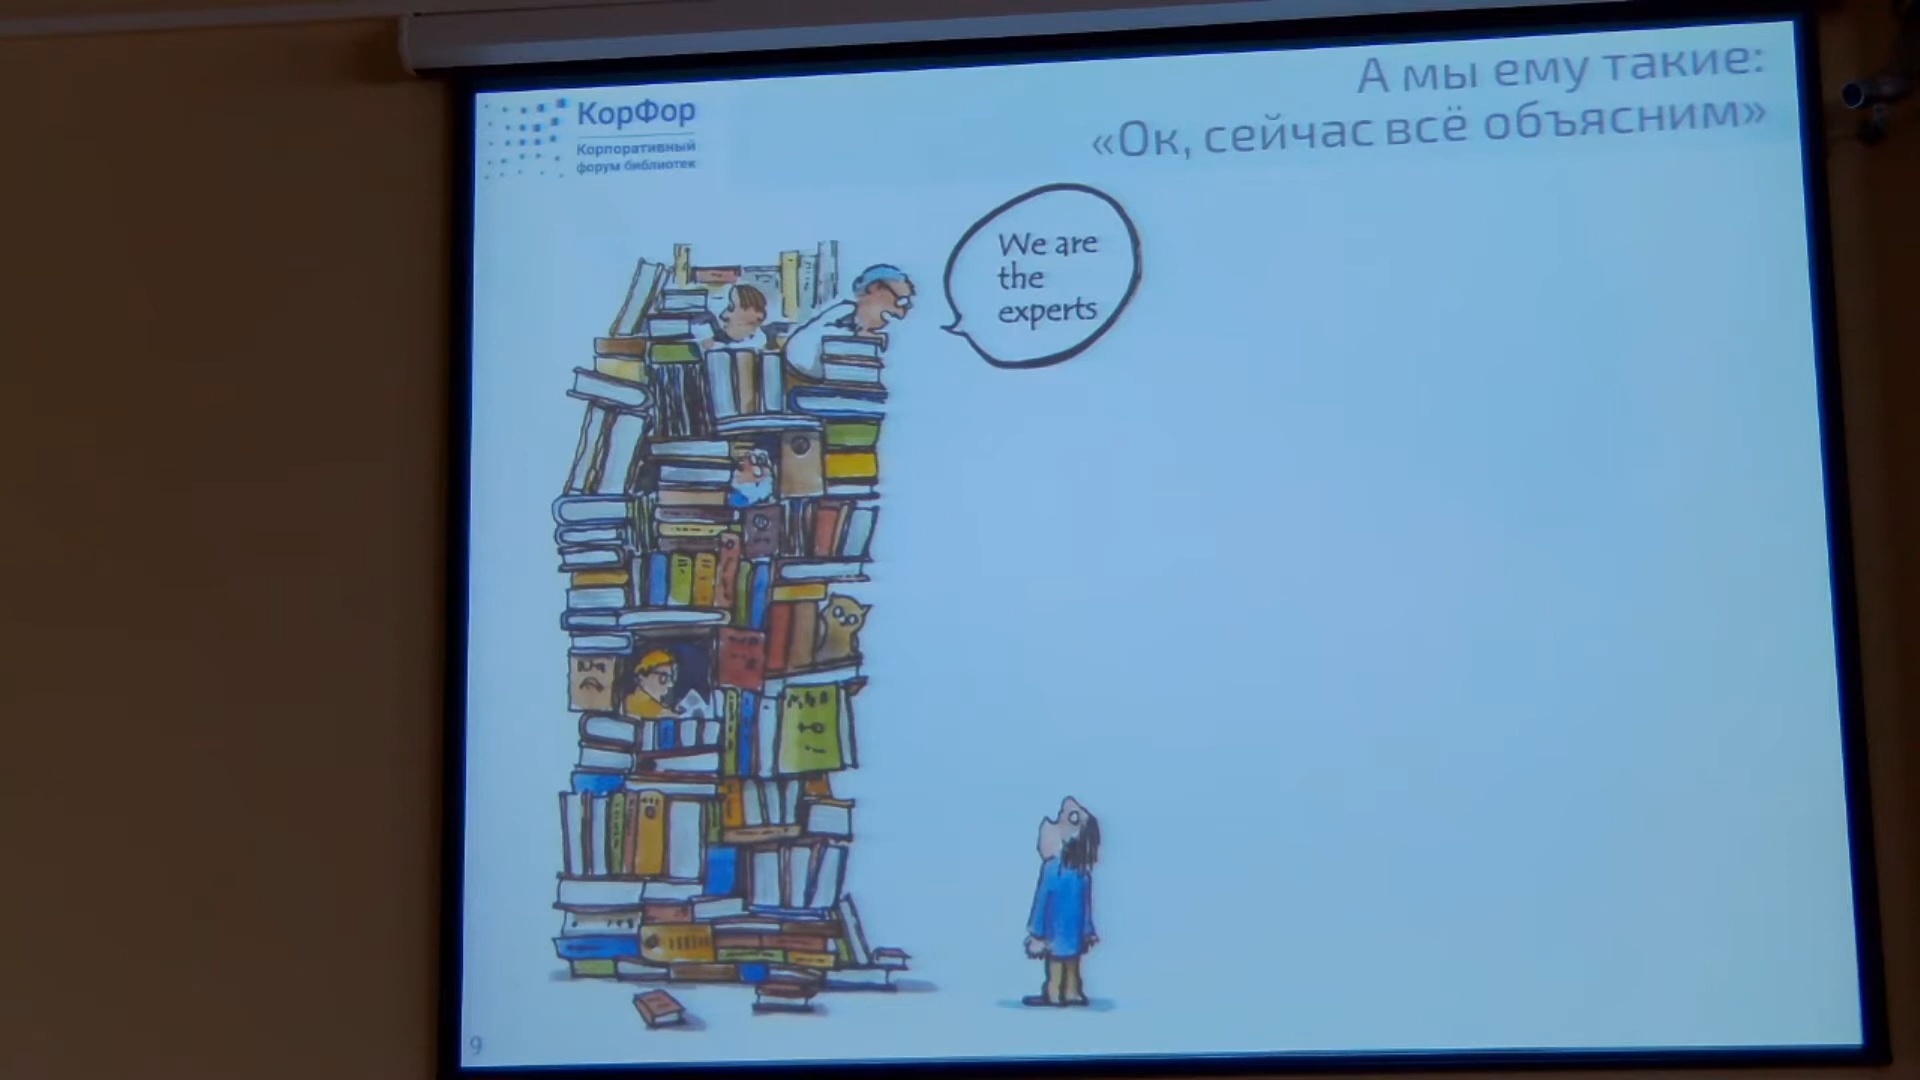 КорФор
Корпоративный
форум библиотек
А мы ему такие:
«Ок, сейчас всё объясним»
We are
the
experts
9